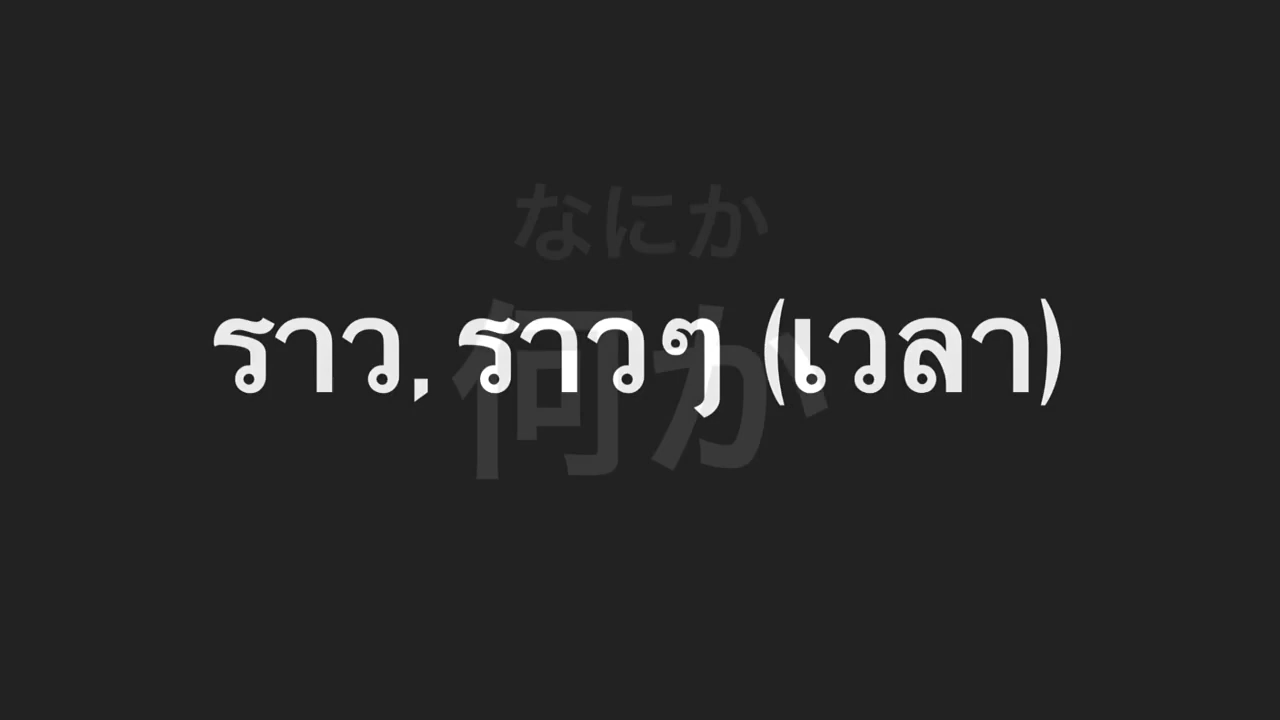 なにか
ราว, ราวๆ (เวลา)
何か